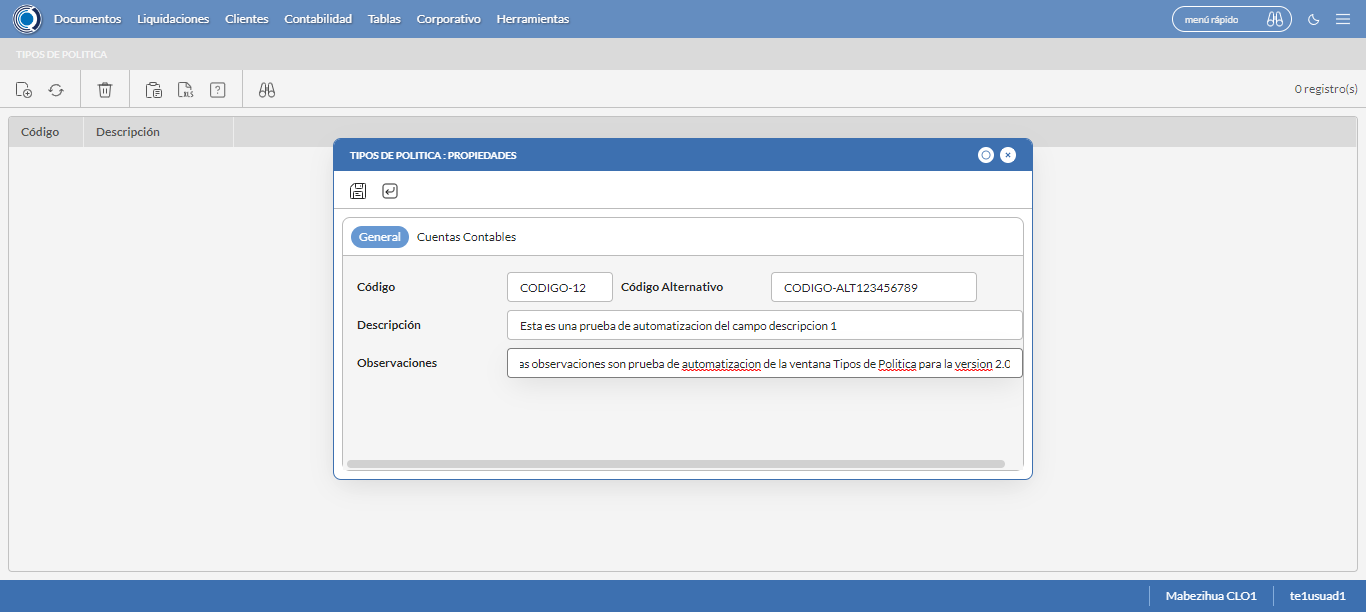 Documentos Liquidaciones Clientes Contabilidad Tablas Corporativo Herramientas menú rápido
TIPOS DE POLITICA
XLS ? 0 registro(s)
Código Descripción
TIPOS DE POLITICA : PROPIEDADES
General Cuentas Contables
Código CODIGO-12 Código Alternativo CODIGO-ALT123456789
Descripción Esta es una prueba de automatizacion del campo descripcion 1
Observaciones as observaciones son prueba de automatizacion de la ventana Tipos de Politica para la version 2.0
Mabezihua CLO1 te1usuad1